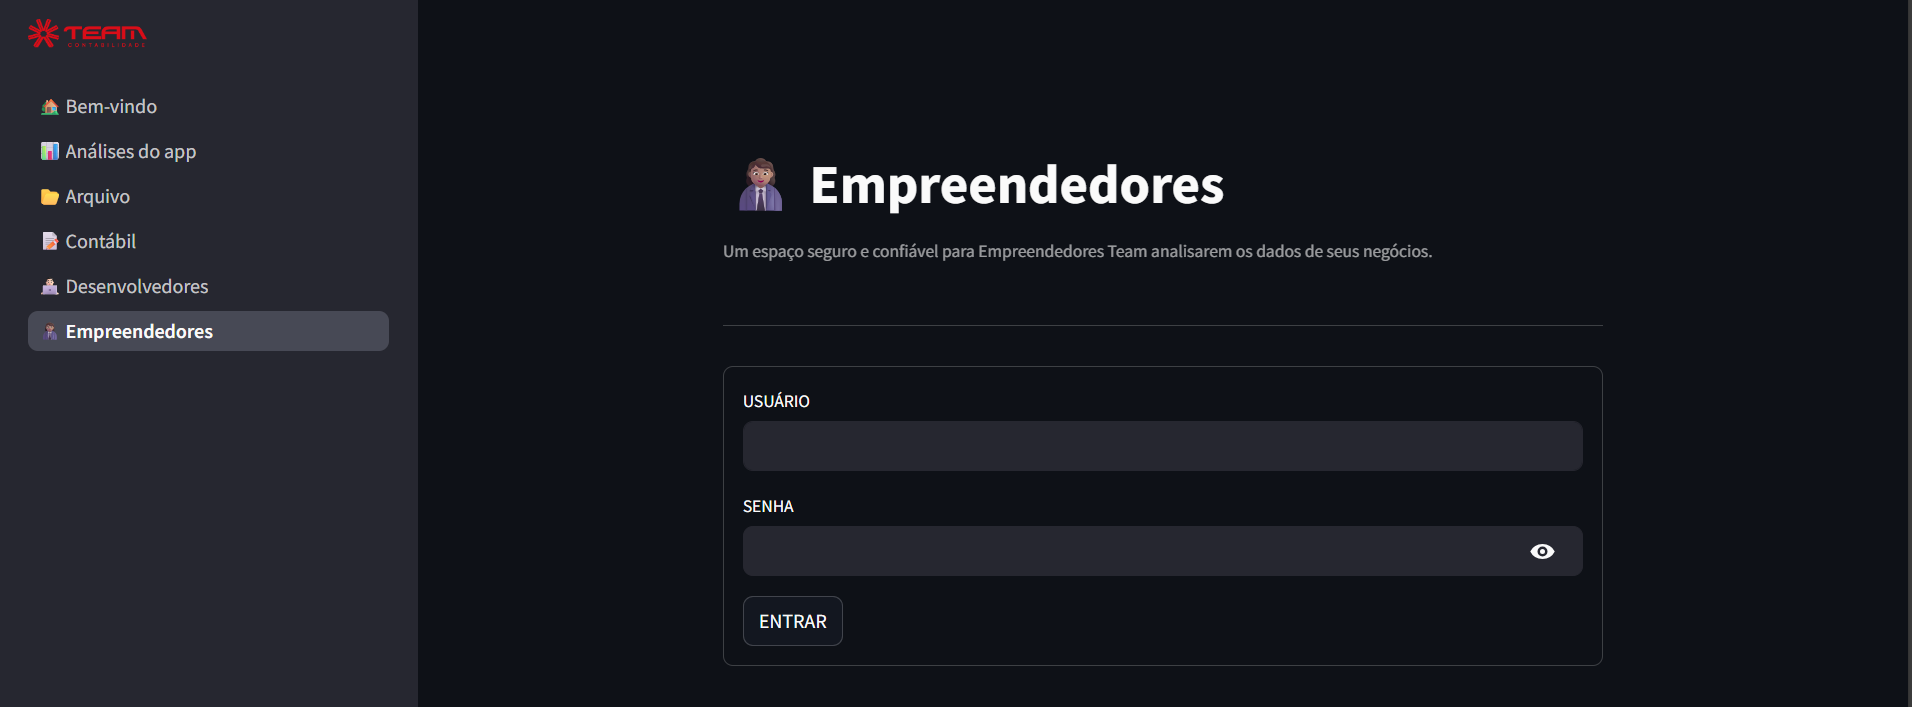 TEAM
CONTABILIDADE
Bem-vindo
Análises do app
Arquivo
Contábil
Desenvolvedores
Empreendedores
Empreendedores
Um espaço seguro e confiável para Empreendedores Team analisarem os dados de seus negócios.
USUÁRIO
SENHA
ENTRAR